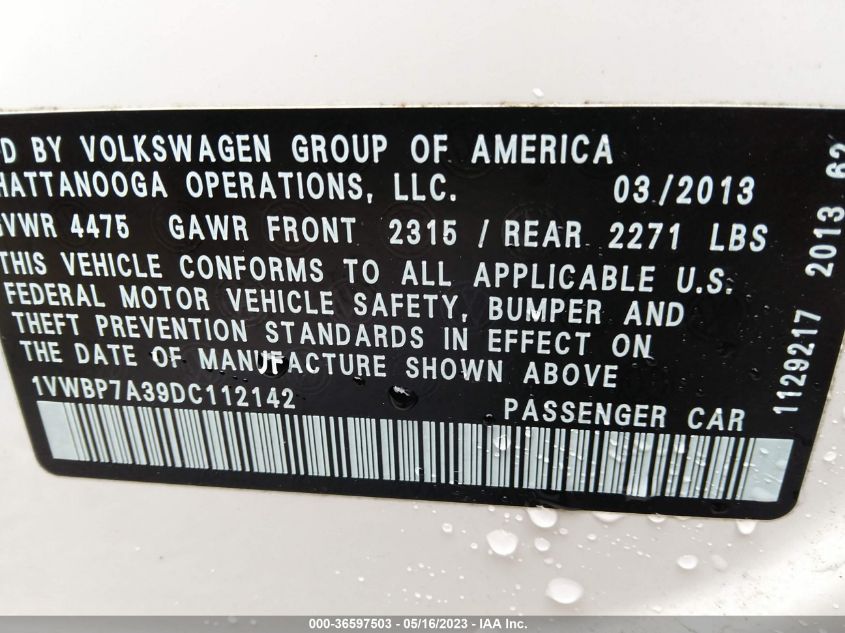 D BY VOLKSWAGEN GROUP OF AMERICA
HATTANOOGA OPERATIONS, LLC. 03/2013
GVWR 4475 GAWR FRONT 2315 / REAR 2271 LBS
THIS VEHICLE CONFORMS TO ALL APPLICABLE U.S.
FEDERAL MOTOR VEHICLE SAFETY, BUMPER AND
THEFT PREVENTION STANDARDS IN EFFECT ON
THE DATE OF MANUFACTURE SHOWN ABOVE
1VWBP7A39DC112142 PASSENGER CAR
1129217 2013 62
000-36597503 - 05/16/2023 - IAA Inc.